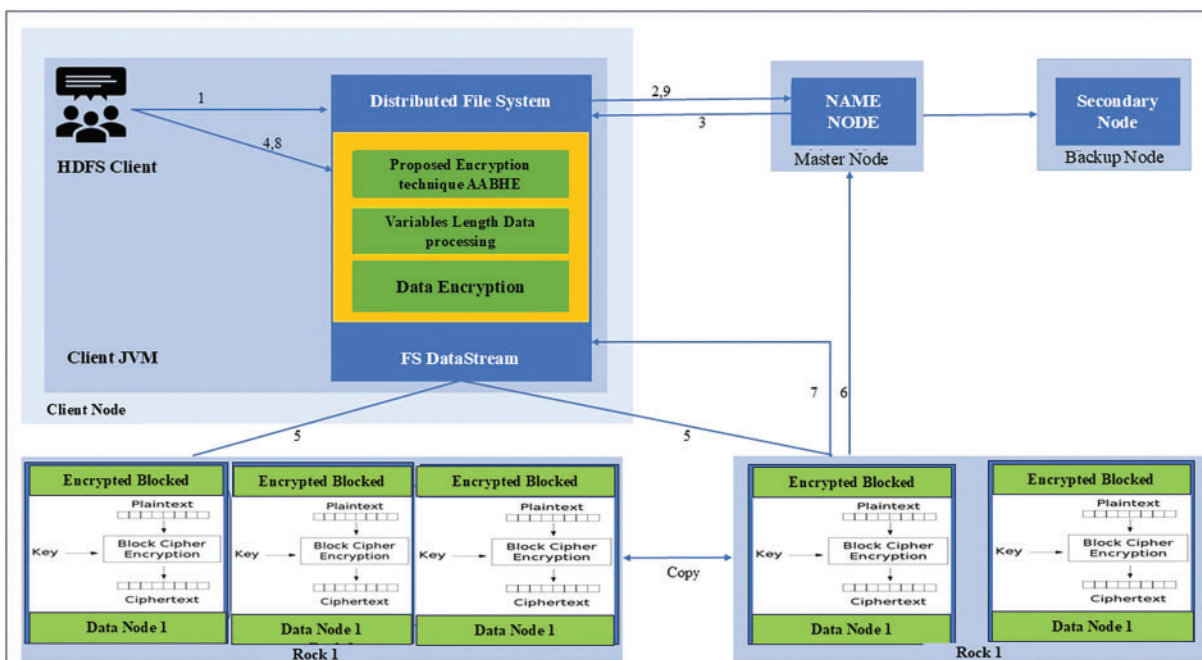 HDFS Client
1
4,8
Distributed File System
Proposed Encryption
technique AABHE
Variables Length Data
processing
Data Encryption
FS DataStream
Client JVM
Client Node
2,9
3
NAME
NODE
Master Node
Secondary
Node
Backup Node
7
6
5
5
Encrypted Blocked
Plaintext
Key
Block Cipher
Encryption
Ciphertext
Data Node 1
Encrypted Blocked
Plaintext
Key
Block Cipher
Encryption
Ciphertext
Data Node 1
Encrypted Blocked
Plaintext
Key
Block Cipher
Encryption
Ciphertext
Data Node 1
Rock 1
Copy
Encrypted Blocked
Plaintext
Key
Block Cipher
Encryption
Ciphertext
Data Node 1
Encrypted Blocked
Plaintext
Key
Block Cipher
Encryption
Ciphertext
Data Node 1
Rock 1